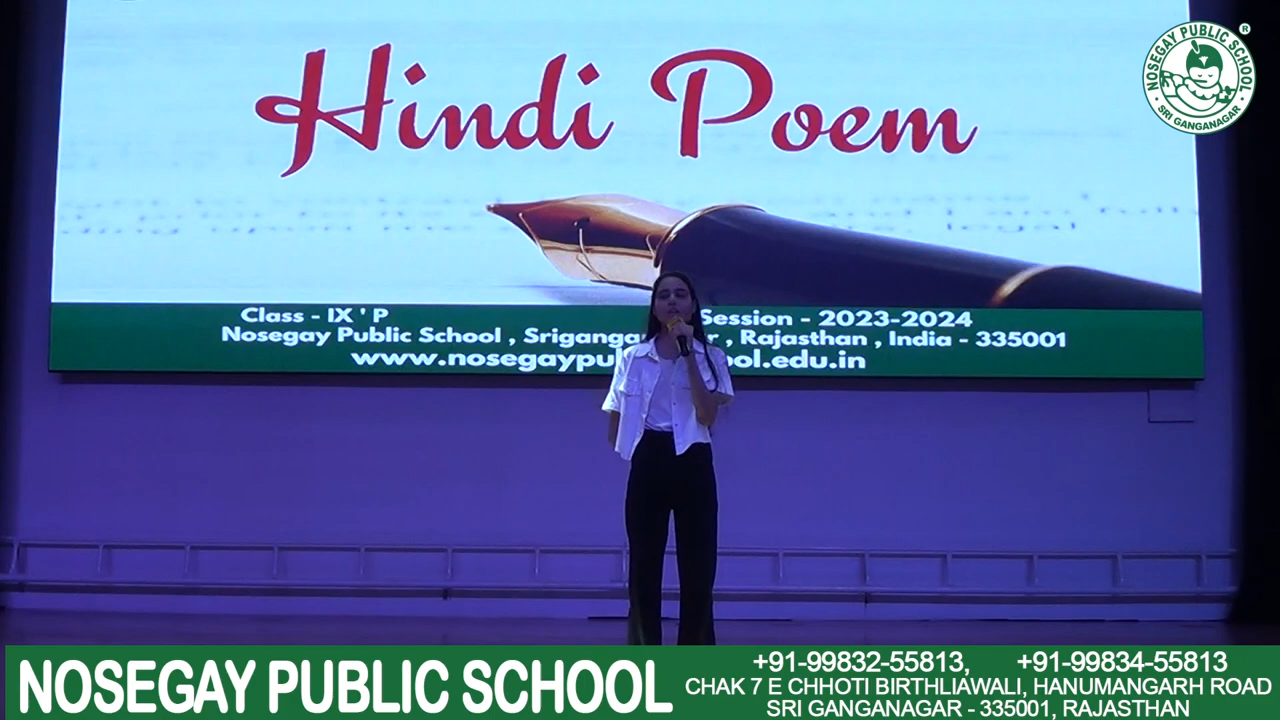 Hindi Poem
NOSEGAY PUBLIC SCHOOL
· SRI GANGANAGAR ·
®
Class - IX ' P
Session - 2023-2024
Nosegay Public School , Sriganga r , Rajasthan , India - 335001
www.nosegaypu ool.edu.in
NOSEGAY PUBLIC SCHOOL
+91-99832-55813, +91-99834-55813
CHAK 7 E CHHOTI BIRTHLIAWALI, HANUMANGARH ROAD
SRI GANGANAGAR - 335001, RAJASTHAN